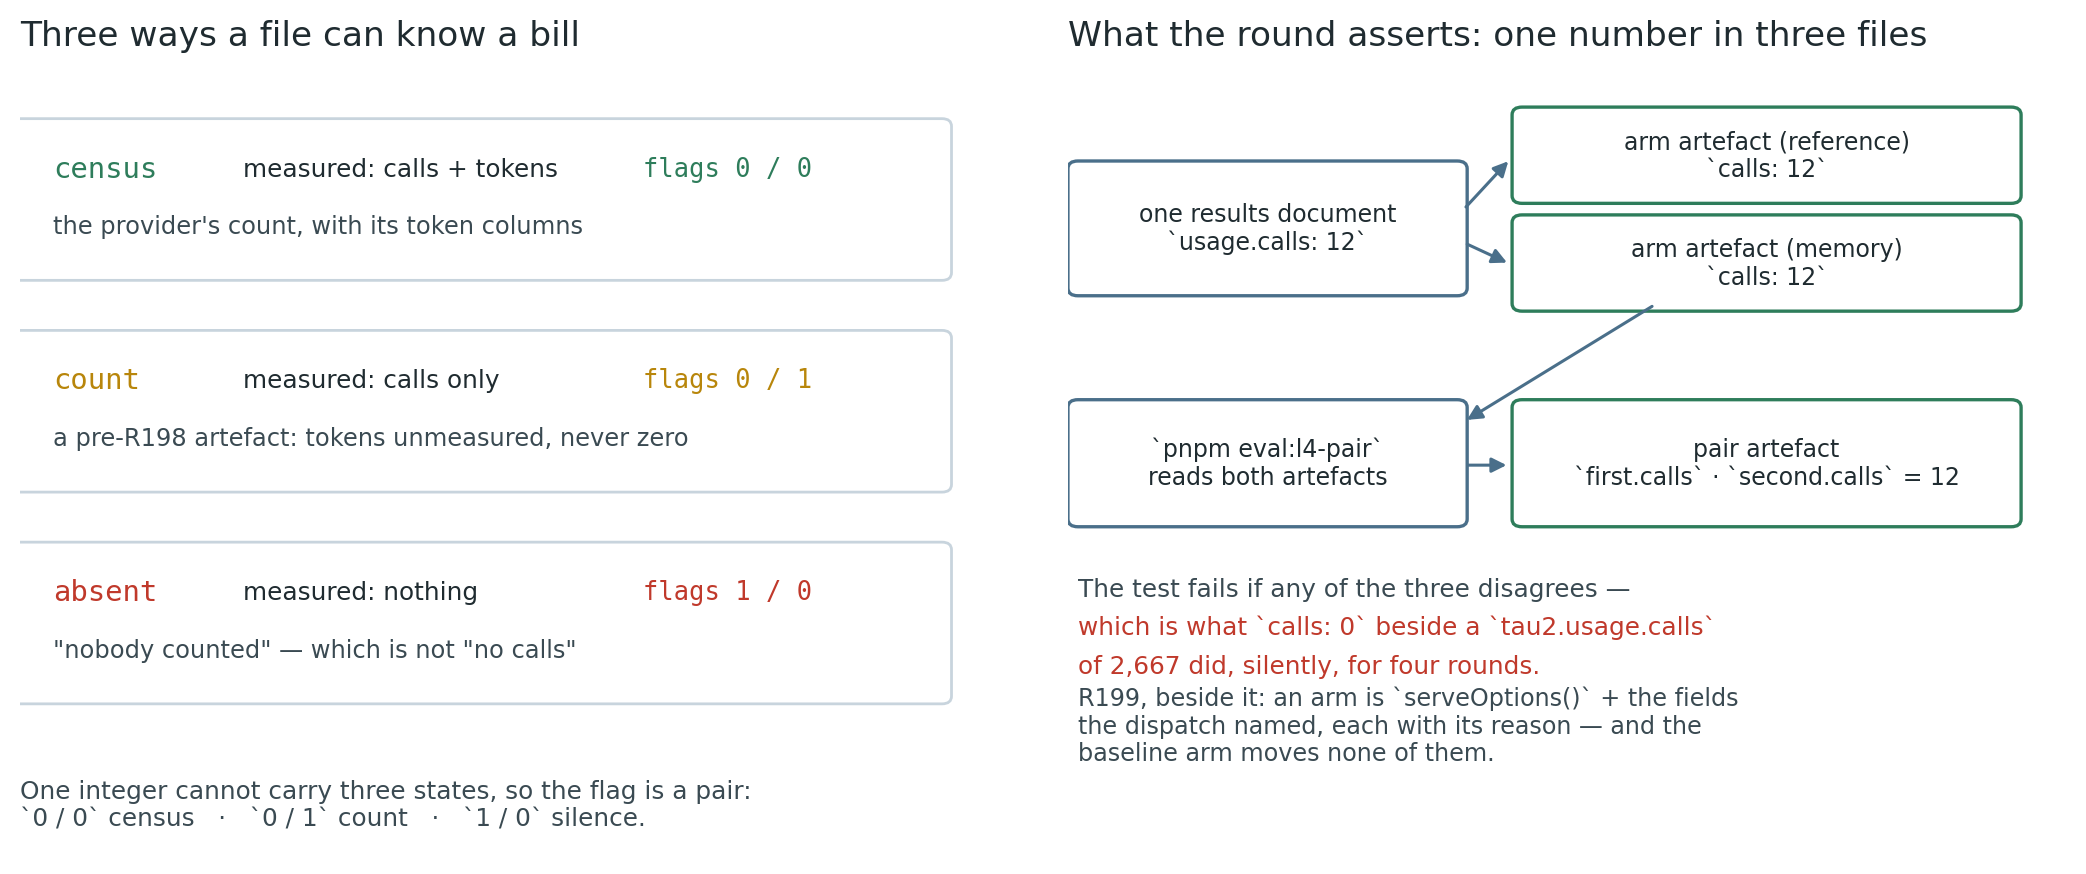 Three ways a file can know a bill
census measured: calls + tokens flags 0 / 0
the provider's count, with its token columns
count measured: calls only flags 0 / 1
a pre-R198 artefact: tokens unmeasured, never zero
absent measured: nothing flags 1 / 0
"nobody counted" — which is not "no calls"
One integer cannot carry three states, so the flag is a pair:
`0 / 0` census · `0 / 1` count · `1 / 0` silence.
What the round asserts: one number in three files
one results document
`usage.calls: 12`
arm artefact (reference)
`calls: 12`
arm artefact (memory)
`calls: 12`
`pnpm eval:l4-pair`
reads both artefacts
pair artefact
`first.calls` · `second.calls` = 12
The test fails if any of the three disagrees —
which is what `calls: 0` beside a `tau2.usage.calls`
of 2,667 did, silently, for four rounds.
R199, beside it: an arm is `serveOptions()` + the fields
the dispatch named, each with its reason — and the
baseline arm moves none of them.